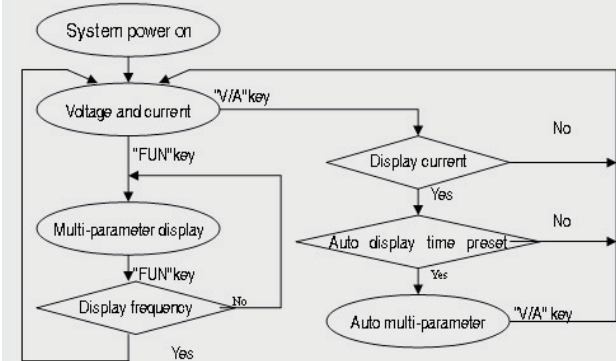 System power on
Voltage and current
"V/A"key
No
"FUN"key
Display current
Yes
Multi-parameter display
Auto display time preset
No
"FUN"key
Yes
Display frequency
No
Auto multi-parameter
"V/A" key
Yes